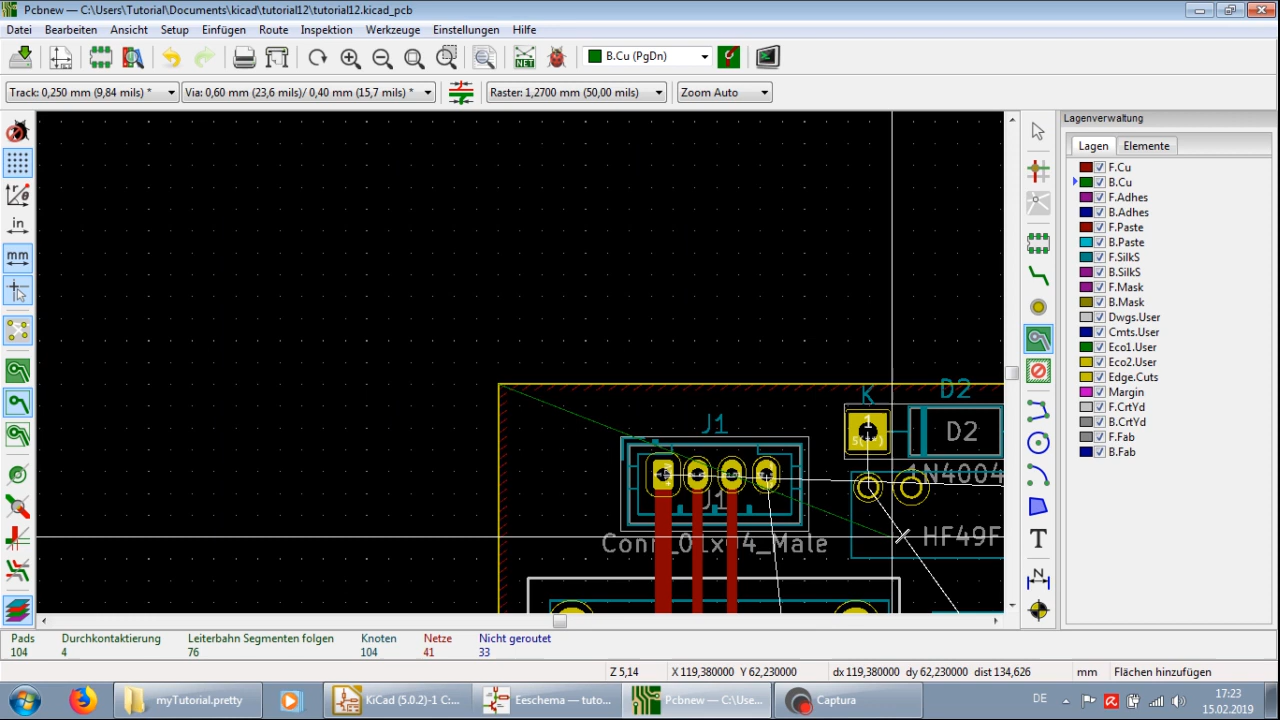 Pcbnew — C:\Users\Tutorial\Documents\kicad\tutorial12\tutorial12.kicad_pcb
Datei Bearbeiten Ansicht Setup Einfügen Route Inspektion Werkzeuge Einstellungen Hilfe
NET B.Cu (PgDn)
Track: 0,250 mm (9,84 mils) * Via: 0,60 mm (23,6 mils)/ 0,40 mm (15,7 mils) * Raster: 1,2700 mm (50,00 mils) Zoom Auto
Lagenverwaltung
Lagen Elemente
F.Cu
B.Cu
F.Adhes
B.Adhes
F.Paste
B.Paste
F.SilkS
B.SilkS
F.Mask
B.Mask
Dwgs.User
Cmts.User
Eco1.User
Eco2.User
Edge.Cuts
Margin
F.CrtYd
B.CrtYd
F.Fab
B.Fab
in
mm
K D2
J1
1
D2
1N4004
J1
HF49F
T
N
Pads Durchkontaktierung Leiterbahn Segmenten folgen Knoten Netze Nicht geroutet
104 4 76 104 41 33
Z 5,14 X 119,380000 Y 62,230000 dx 119,380000 dy 62,230000 dist 134,626 mm Flächen hinzufügen
myTutorial.pretty KiCad (5.0.2)-1 C:... Eeschema — tuto... Pcbnew — C:\Use... Captura DE 17:23
15.02.2019